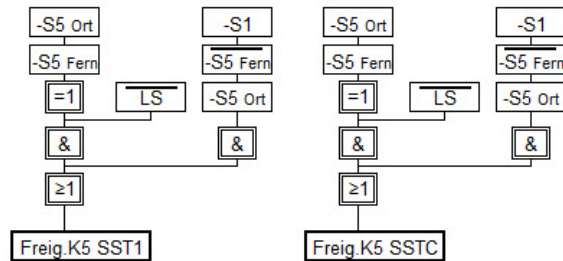 -S5 Ort
-S1
-S5 Ort
-S1
-S5 Fern
-S5 Fern
-S5 Fern
-S5 Fern
=1
LS
-S5 Ort
=1
LS
-S5 Ort
&
&
&
&
≥1
≥1
Freig.K5 SST1
Freig.K5 SSTC